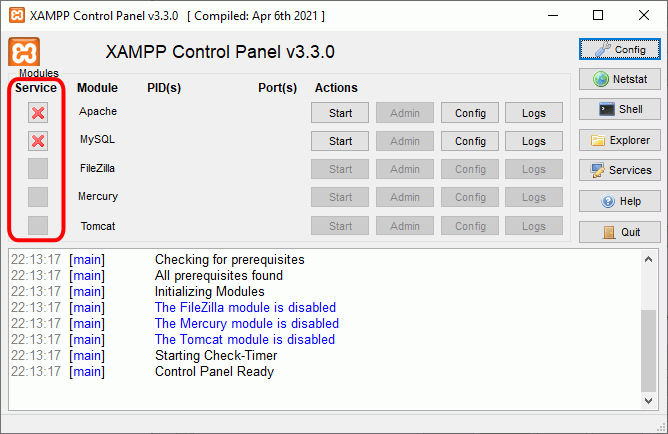 XAMPP Control Panel v3.3.0 [ Compiled: Apr 6th 2021 ]
XAMPP Control Panel v3.3.0
Config
Modules
Service Module PID(s) Port(s) Actions
Netstat
Apache Start Admin Config Logs
Shell
MySQL Start Admin Config Logs
Explorer
FileZilla Start Admin Config Logs
Services
Mercury Start Admin Config Logs
Help
Tomcat Start Admin Config Logs
Quit
22:13:17 [main] Checking for prerequisites
22:13:17 [main] All prerequisites found
22:13:17 [main] Initializing Modules
22:13:17 [main] The FileZilla module is disabled
22:13:17 [main] The Mercury module is disabled
22:13:17 [main] The Tomcat module is disabled
22:13:17 [main] Starting Check-Timer
22:13:17 [main] Control Panel Ready